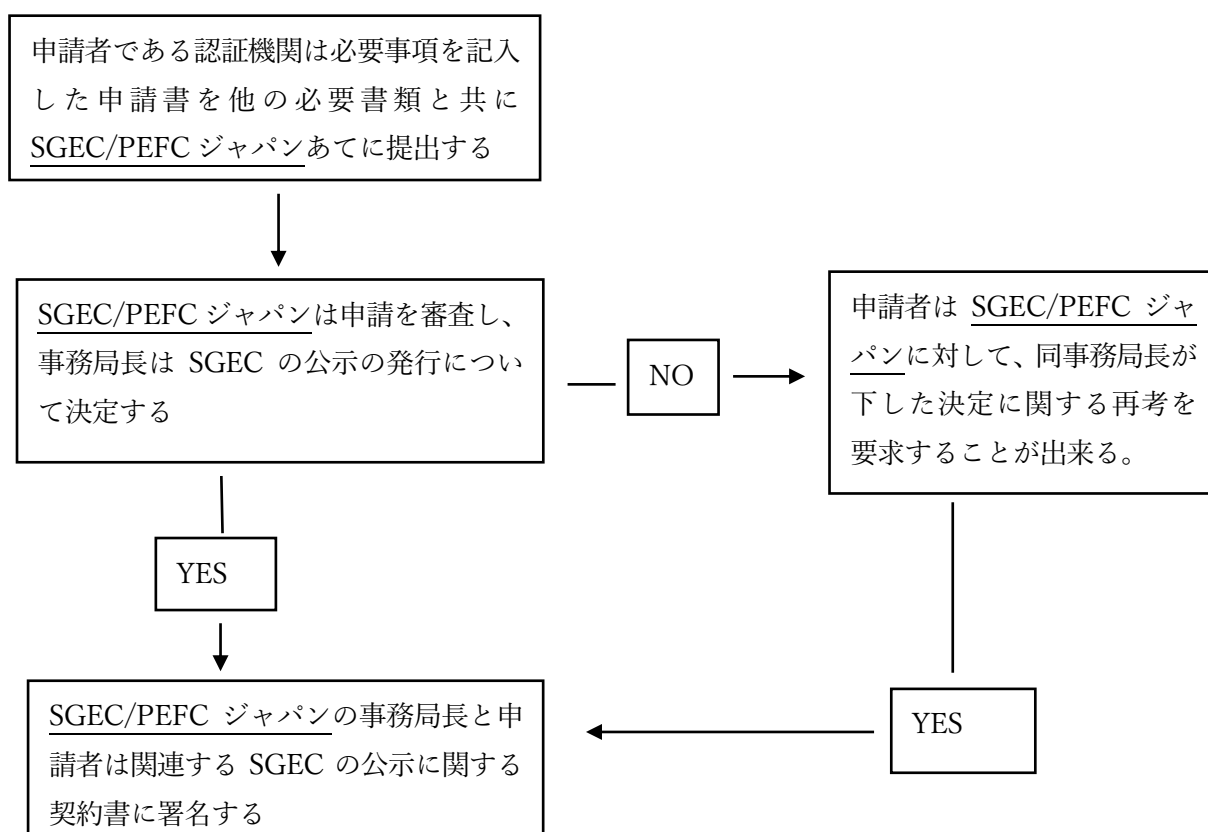 申請者である認証機関は必要事項を記入
した申請書を他の必要書類と共に
SGEC/PEFC ジャパンあてに提出する
SGEC/PEFC ジャパンは申請を審査し、
事務局長は SGEC の公示の発行につい
て決定する
NO
申請者は SGEC/PEFC ジャ
パンに対して、同事務局長が
下した決定に関する再考を
要求することが出来る。
YES
SGEC/PEFC ジャパンの事務局長と申
請者は関連する SGEC の公示に関する
契約書に署名する
YES